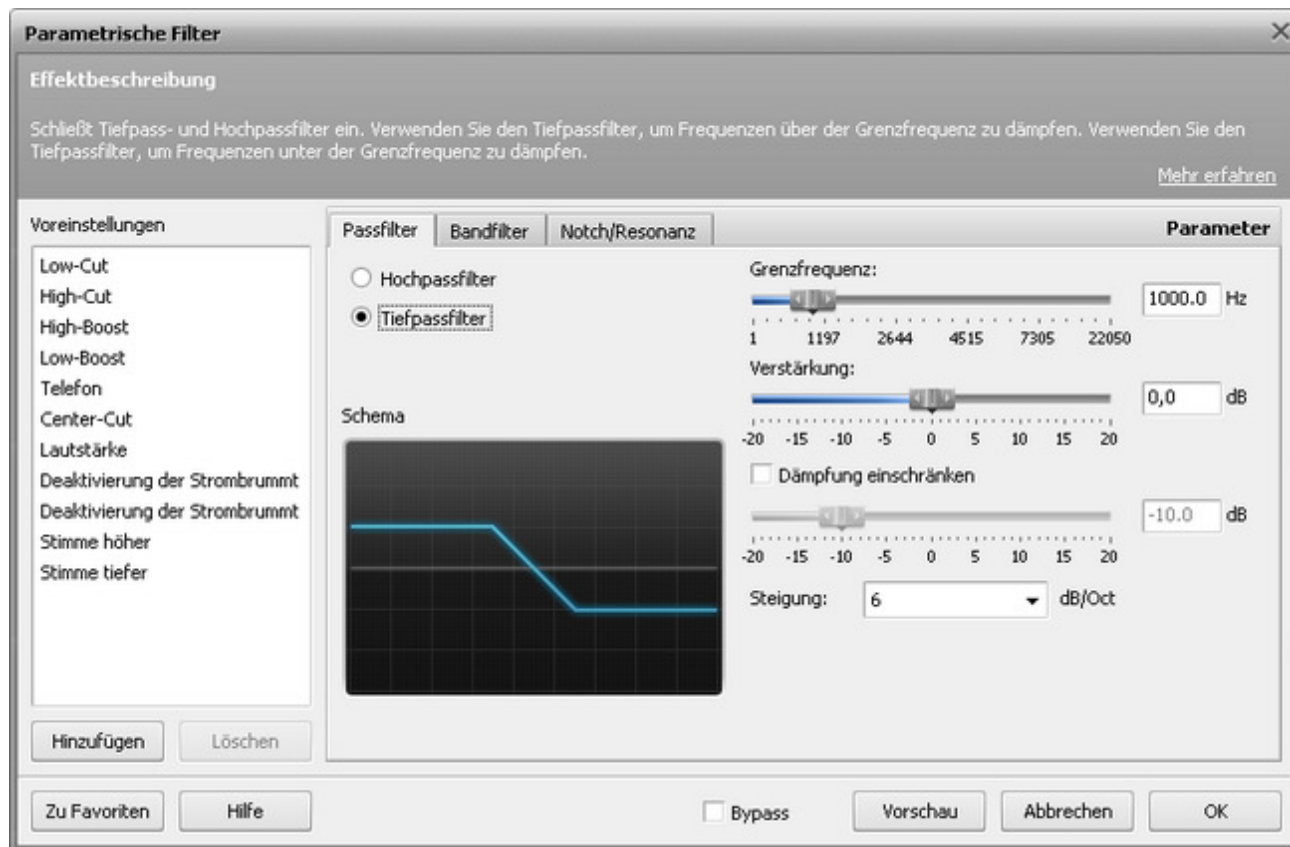 Parametrische Filter
Effektbeschreibung
Schließt Tiefpass- und Hochpassfilter ein. Verwenden Sie den Tiefpassfilter, um Frequenzen über der Grenzfrequenz zu dämpfen. Verwenden Sie den
Tiefpassfilter, um Frequenzen unter der Grenzfrequenz zu dämpfen.
Mehr erfahren
Voreinstellungen
Low-Cut
High-Cut
High-Boost
Low-Boost
Telefon
Center-Cut
Lautstärke
Deaktivierung der Strombrummt
Deaktivierung der Strombrummt
Stimme höher
Stimme tiefer
Hinzufügen Löschen
Passfilter Bandfilter Notch/Resonanz Parameter
Hochpassfilter
Tiefpassfilter
Schema
Grenzfrequenz:
1000.0 Hz
1 1197 2644 4515 7305 22050
Verstärkung:
0,0 dB
-20 -15 -10 -5 0 5 10 15 20
Dämpfung einschränken
-10.0 dB
-20 -15 -10 -5 0 5 10 15 20
Steigung: 6 dB/Oct
Zu Favoriten Hilfe Bypass Vorschau Abbrechen OK